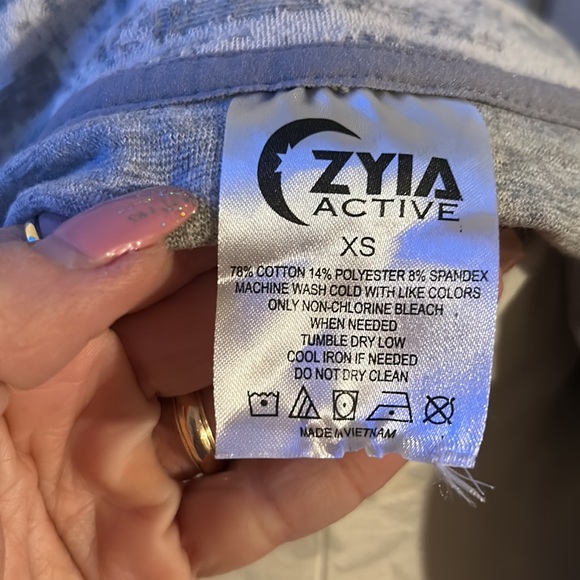 ZYIA
ACTIVE
XS
78% COTTON 14% POLYESTER 8% SPANDEX
MACHINE WASH COLD WITH LIKE COLORS
ONLY NON-CHLORINE BLEACH
WHEN NEEDED
TUMBLE DRY LOW
COOL IRON IF NEEDED
DO NOT DRY CLEAN
MADE IN VIETNAM